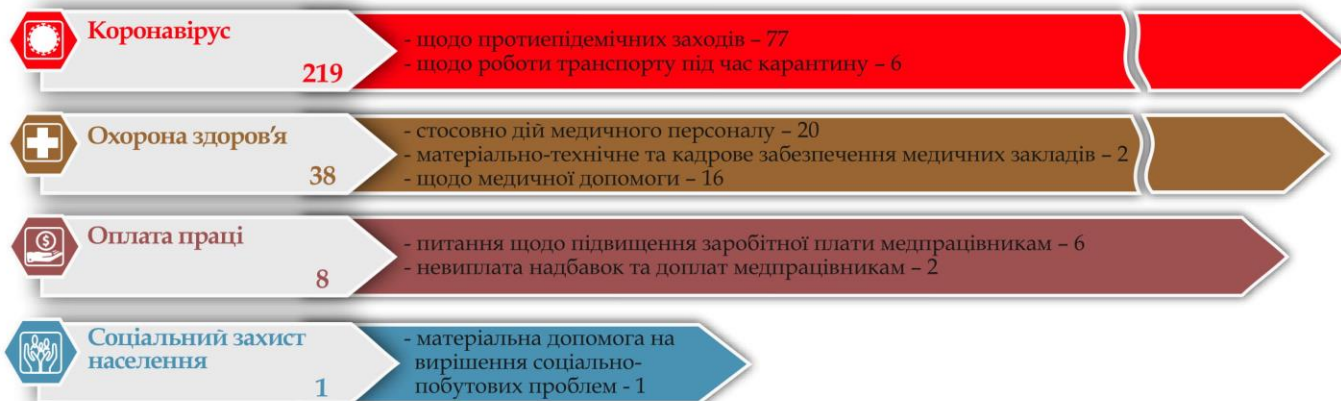 Коронавірус
219
- щодо протиепідемічних заходів – 77
- щодо роботи транспорту під час карантину – 6
Охорона здоров’я
38
- стосовно дій медичного персоналу – 20
- матеріально-технічне та кадрове забезпечення медичних закладів – 2
- щодо медичної допомоги – 16
Оплата праці
8
- питання щодо підвищення заробітної плати медпрацівникам – 6
- невиплата надбавок та доплат медпрацівникам – 2
Соціальний захист
населення
1
- матеріальна допомога на
вирішення соціально-
побутових проблем - 1